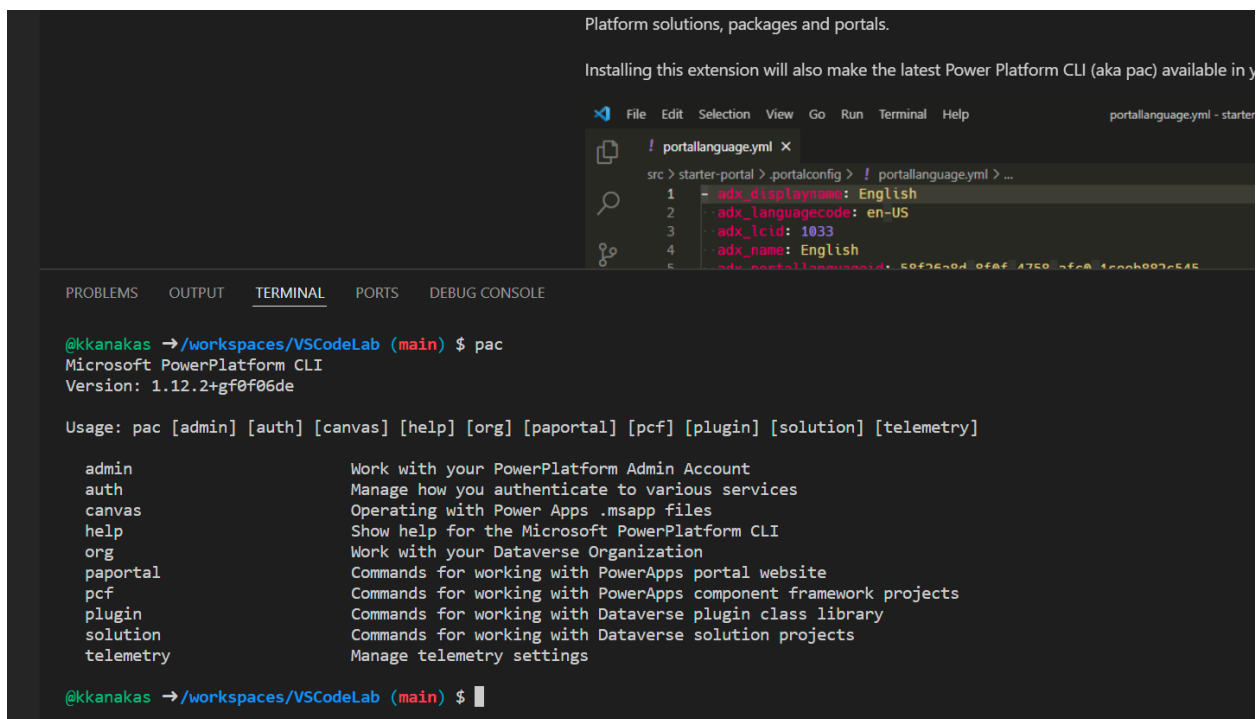 Platform solutions, packages and portals.
Installing this extension will also make the latest Power Platform CLI (aka pac) available in y
File Edit Selection View Go Run Terminal Help portallanguage.yml - starter
! portallanguage.yml ×
src > starter-portal > .portalconfig > ! portallanguage.yml > ...
1 - adx_displayname: English
2 adx_languagecode: en-US
3 adx_lcid: 1033
4 adx_name: English
5
PROBLEMS OUTPUT TERMINAL PORTS DEBUG CONSOLE
@kkanakas ➜/workspaces/VSCodeLab (main) $ pac
Microsoft PowerPlatform CLI
Version: 1.12.2+gf0f06de
Usage: pac [admin] [auth] [canvas] [help] [org] [paportal] [pcf] [plugin] [solution] [telemetry]
admin Work with your PowerPlatform Admin Account
auth Manage how you authenticate to various services
canvas Operating with Power Apps .msapp files
help Show help for the Microsoft PowerPlatform CLI
org Work with your Dataverse Organization
paportal Commands for working with PowerApps portal website
pcf Commands for working with PowerApps component framework projects
plugin Commands for working with Dataverse plugin class library
solution Commands for working with Dataverse solution projects
telemetry Manage telemetry settings
@kkanakas ➜/workspaces/VSCodeLab (main) $